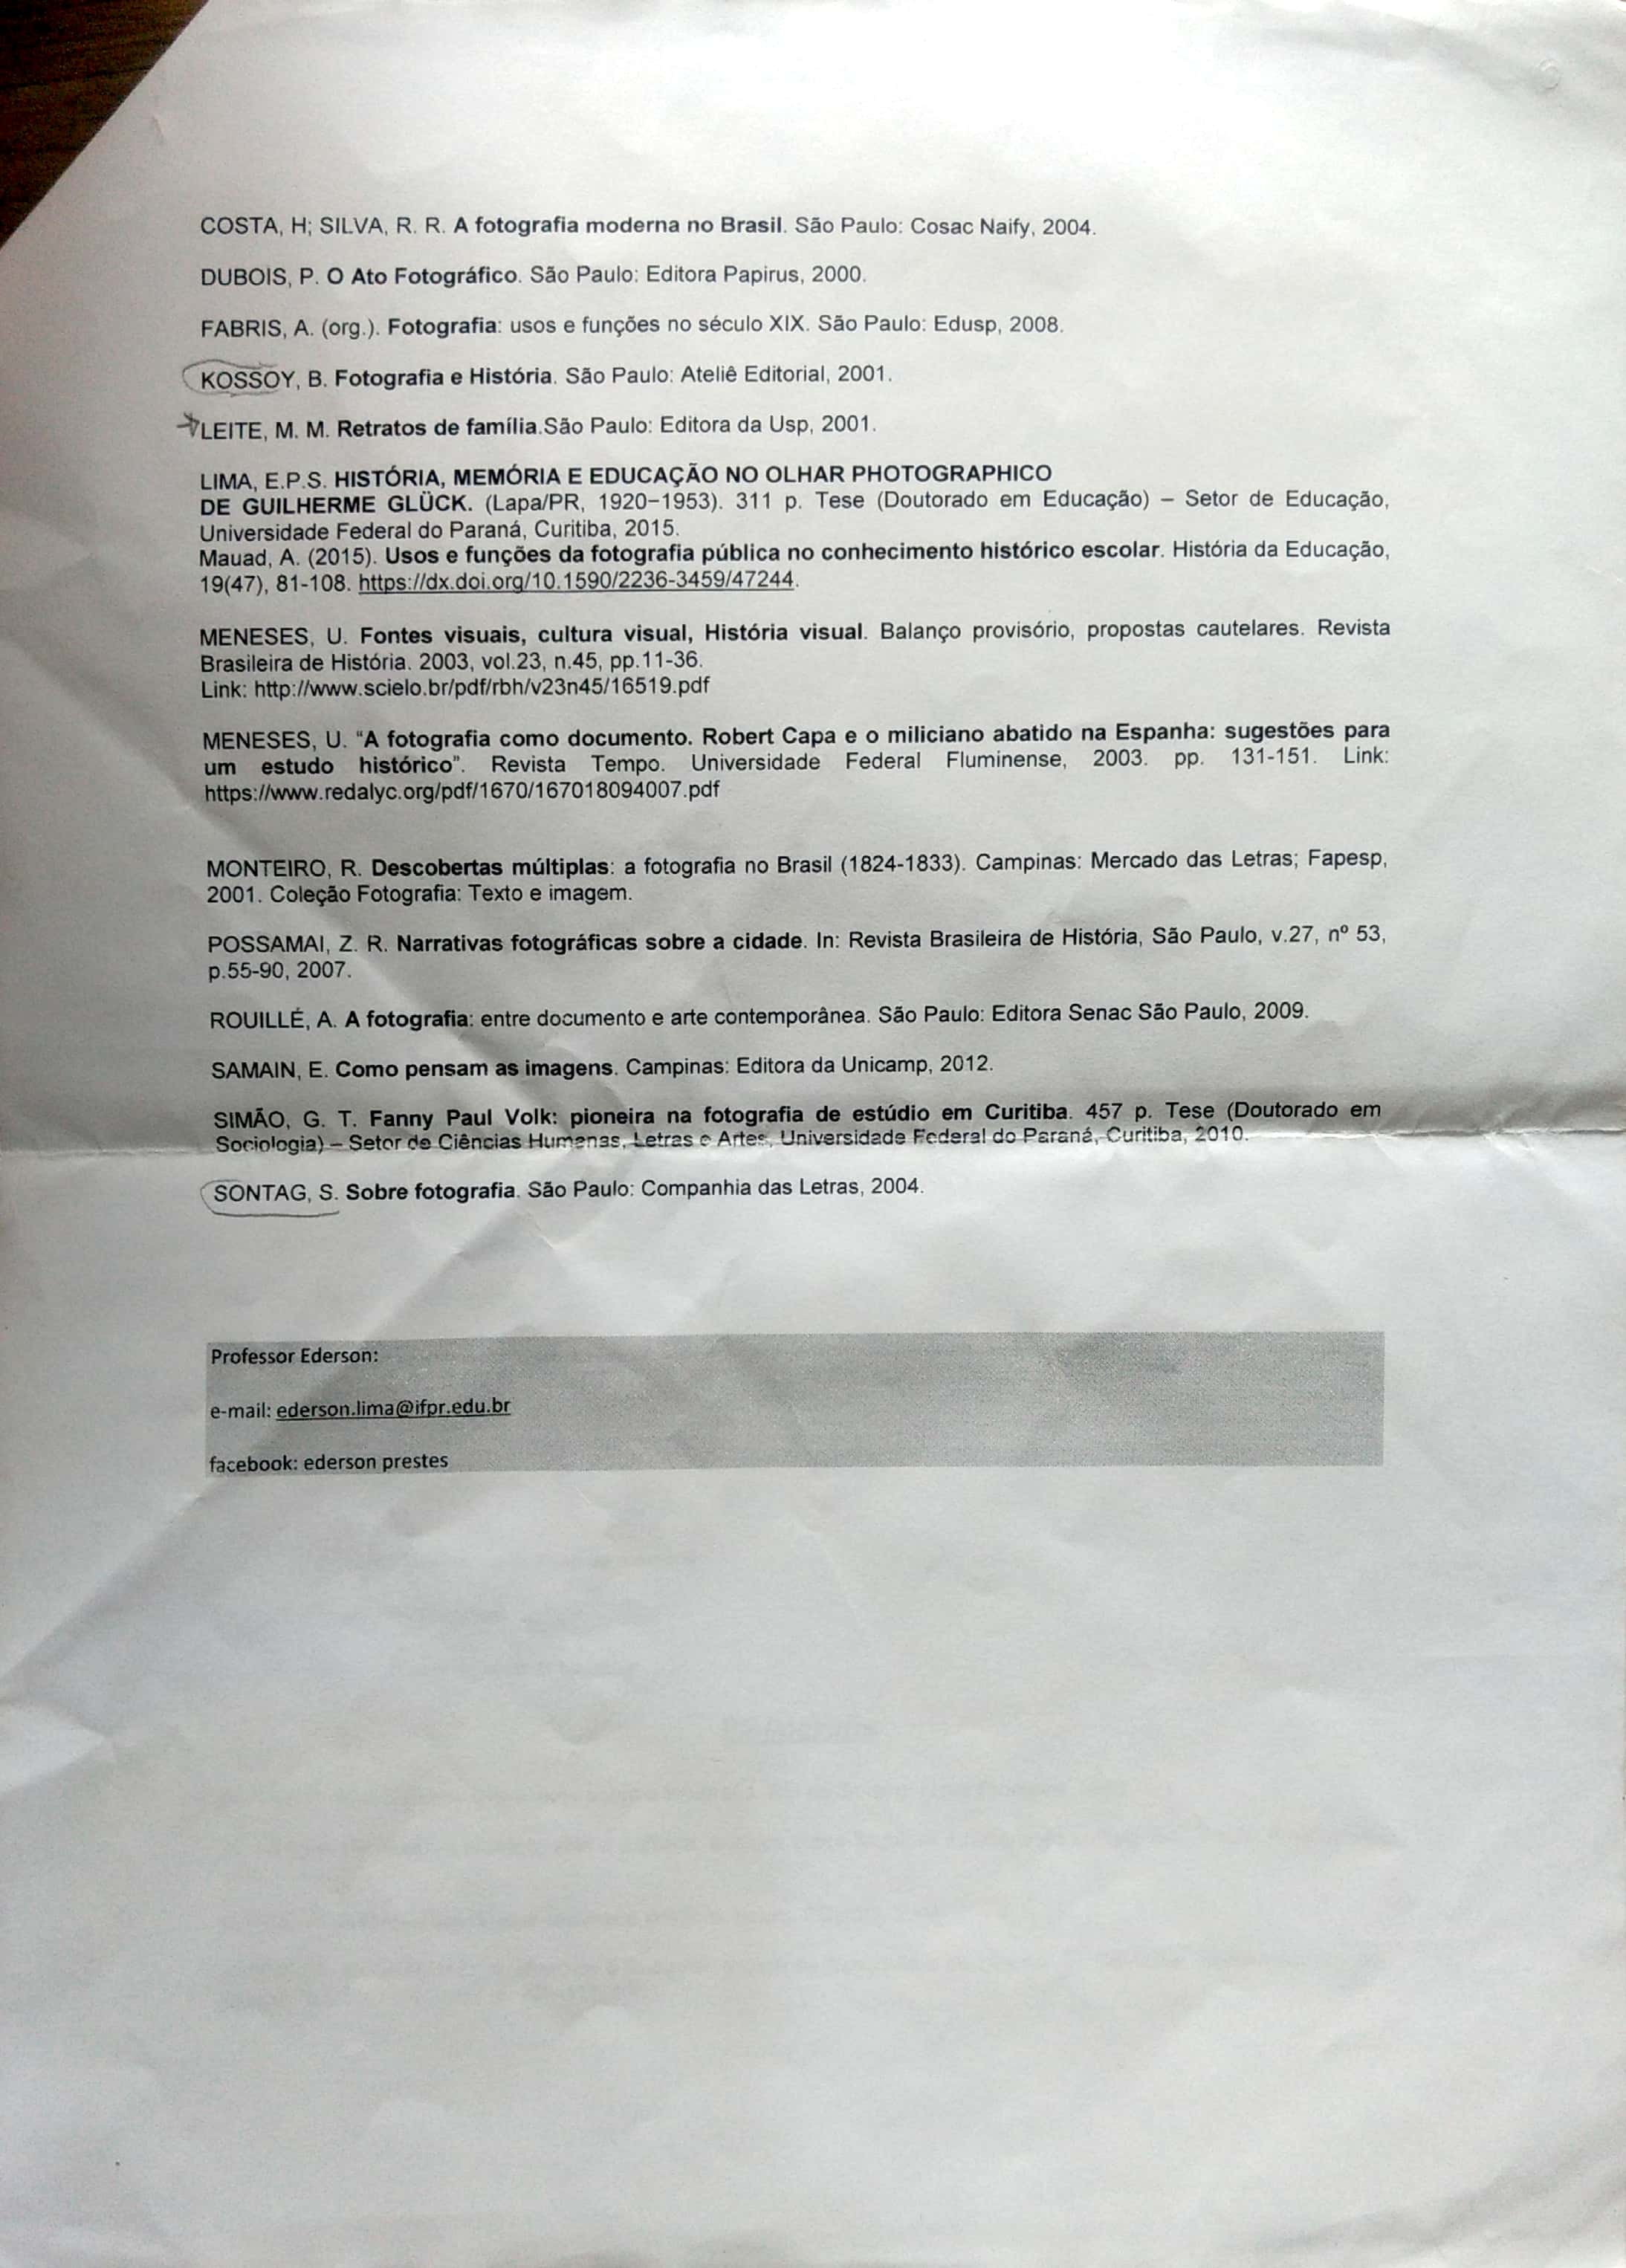 COSTA, H; SILVA, R. R. A fotografia moderna no Brasil. São Paulo: Cosac Naify, 2004.
DUBOIS, P. O Ato Fotográfico. São Paulo: Editora Papirus, 2000.
FABRIS, A. (org.). Fotografia: usos e funções no século XIX. São Paulo: Edusp, 2008.
KOSSOY, B. Fotografia e História. São Paulo: Ateliê Editorial, 2001.
LEITE, M. M. Retratos de família.São Paulo: Editora da Usp, 2001.
LIMA, E.P.S. HISTÓRIA, MEMÓRIA E EDUCAÇÃO NO OLHAR PHOTOGRAPHICO
DE GUILHERME GLÜCK. (Lapa/PR, 1920–1953). 311 p. Tese (Doutorado em Educação) – Setor de Educação,
Universidade Federal do Paraná, Curitiba, 2015.
Mauad, A. (2015). Usos e funções da fotografia pública no conhecimento histórico escolar. História da Educação,
19(47), 81-108. https://dx.doi.org/10.1590/2236-3459/47244.
MENESES, U. Fontes visuais, cultura visual, História visual. Balanço provisório, propostas cautelares. Revista
Brasileira de História. 2003, vol.23, n.45, pp.11-36.
Link: http://www.scielo.br/pdf/rbh/v23n45/16519.pdf
MENESES, U. "A fotografia como documento. Robert Capa e o miliciano abatido na Espanha: sugestões para
um estudo histórico". Revista Tempo. Universidade Federal Fluminense, 2003. pp. 131-151. Link:
https://www.redalyc.org/pdf/1670/167018094007.pdf
MONTEIRO, R. Descobertas múltiplas: a fotografia no Brasil (1824-1833). Campinas: Mercado das Letras; Fapesp,
2001. Coleção Fotografia: Texto e imagem.
POSSAMAI, Z. R. Narrativas fotográficas sobre a cidade. In: Revista Brasileira de História, São Paulo, v.27, nº 53,
p.55-90, 2007.
ROUILLÉ, A. A fotografia: entre documento e arte contemporânea. São Paulo: Editora Senac São Paulo, 2009.
SAMAIN, E. Como pensam as imagens. Campinas: Editora da Unicamp, 2012.
SIMÃO, G. T. Fanny Paul Volk: pioneira na fotografia de estúdio em Curitiba. 457 p. Tese (Doutorado em
Sociologia) – Setor de Ciências Humanas, Letras e Artes, Universidade Federal do Paraná, Curitiba, 2010.
SONTAG, S. Sobre fotografia. São Paulo: Companhia das Letras, 2004.
Professor Ederson:
e-mail: ederson.lima@ifpr.edu.br
facebook: ederson prestes